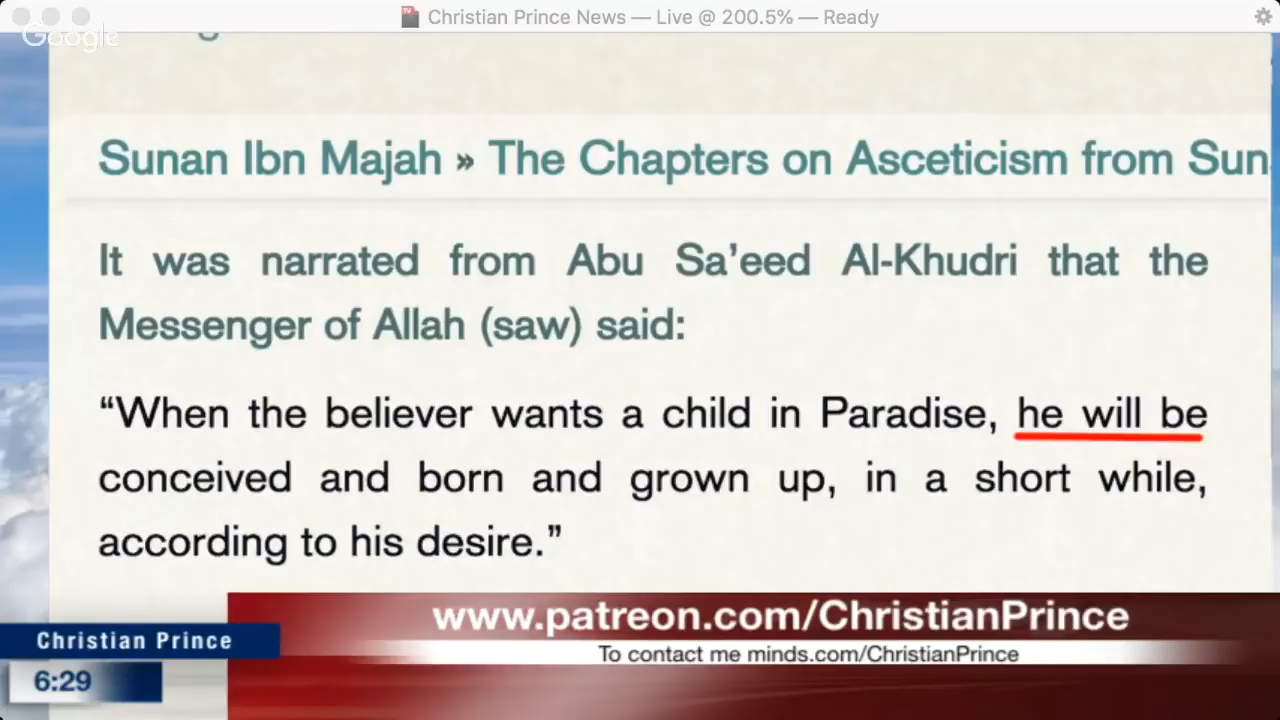 Christian Prince News — Live @ 200.5% — Ready
Google
Sunan Ibn Majah » The Chapters on Asceticism from Sun
It was narrated from Abu Sa’eed Al-Khudri that the
Messenger of Allah (saw) said:
“When the believer wants a child in Paradise, he will be
conceived and born and grown up, in a short while,
according to his desire.”
www.patreon.com/ChristianPrince
Christian Prince
To contact me minds.com/ChristianPrince
6:29